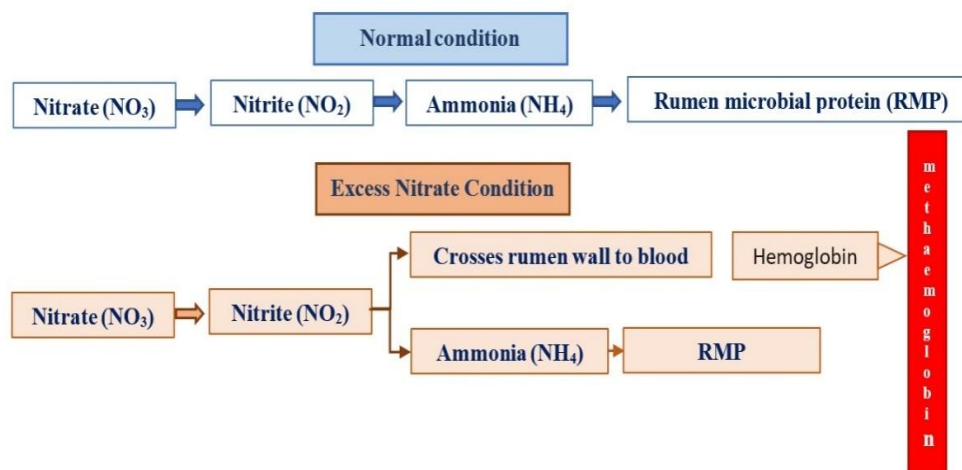 Normal condition
Nitrate (NO₃)
Nitrite (NO₂)
Ammonia (NH₄)
Rumen microbial protein (RMP)
Excess Nitrate Condition
Nitrate (NO₃)
Nitrite (NO₂)
Crosses rumen wall to blood
Hemoglobin
Ammonia (NH₄)
RMP
methaemoglobin